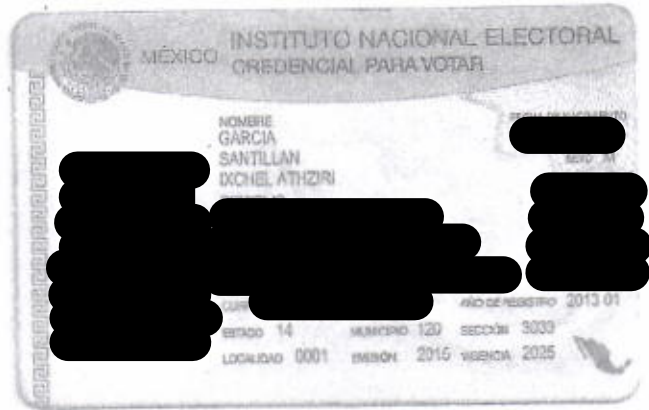 MÉXICO INSTITUTO NACIONAL ELECTORAL
CREDENCIAL PARA VOTAR
NOMBRE
GARCIA
SANTILLAN
IXCHEL ATHZIRI
SEXO M
AÑO DE REGISTRO 2013 01
ESTADO 14 MUNICIPIO 120 SECCIÓN 3033
LOCALIDAD 0001 EMISIÓN 2015 VIGENCIA 2025